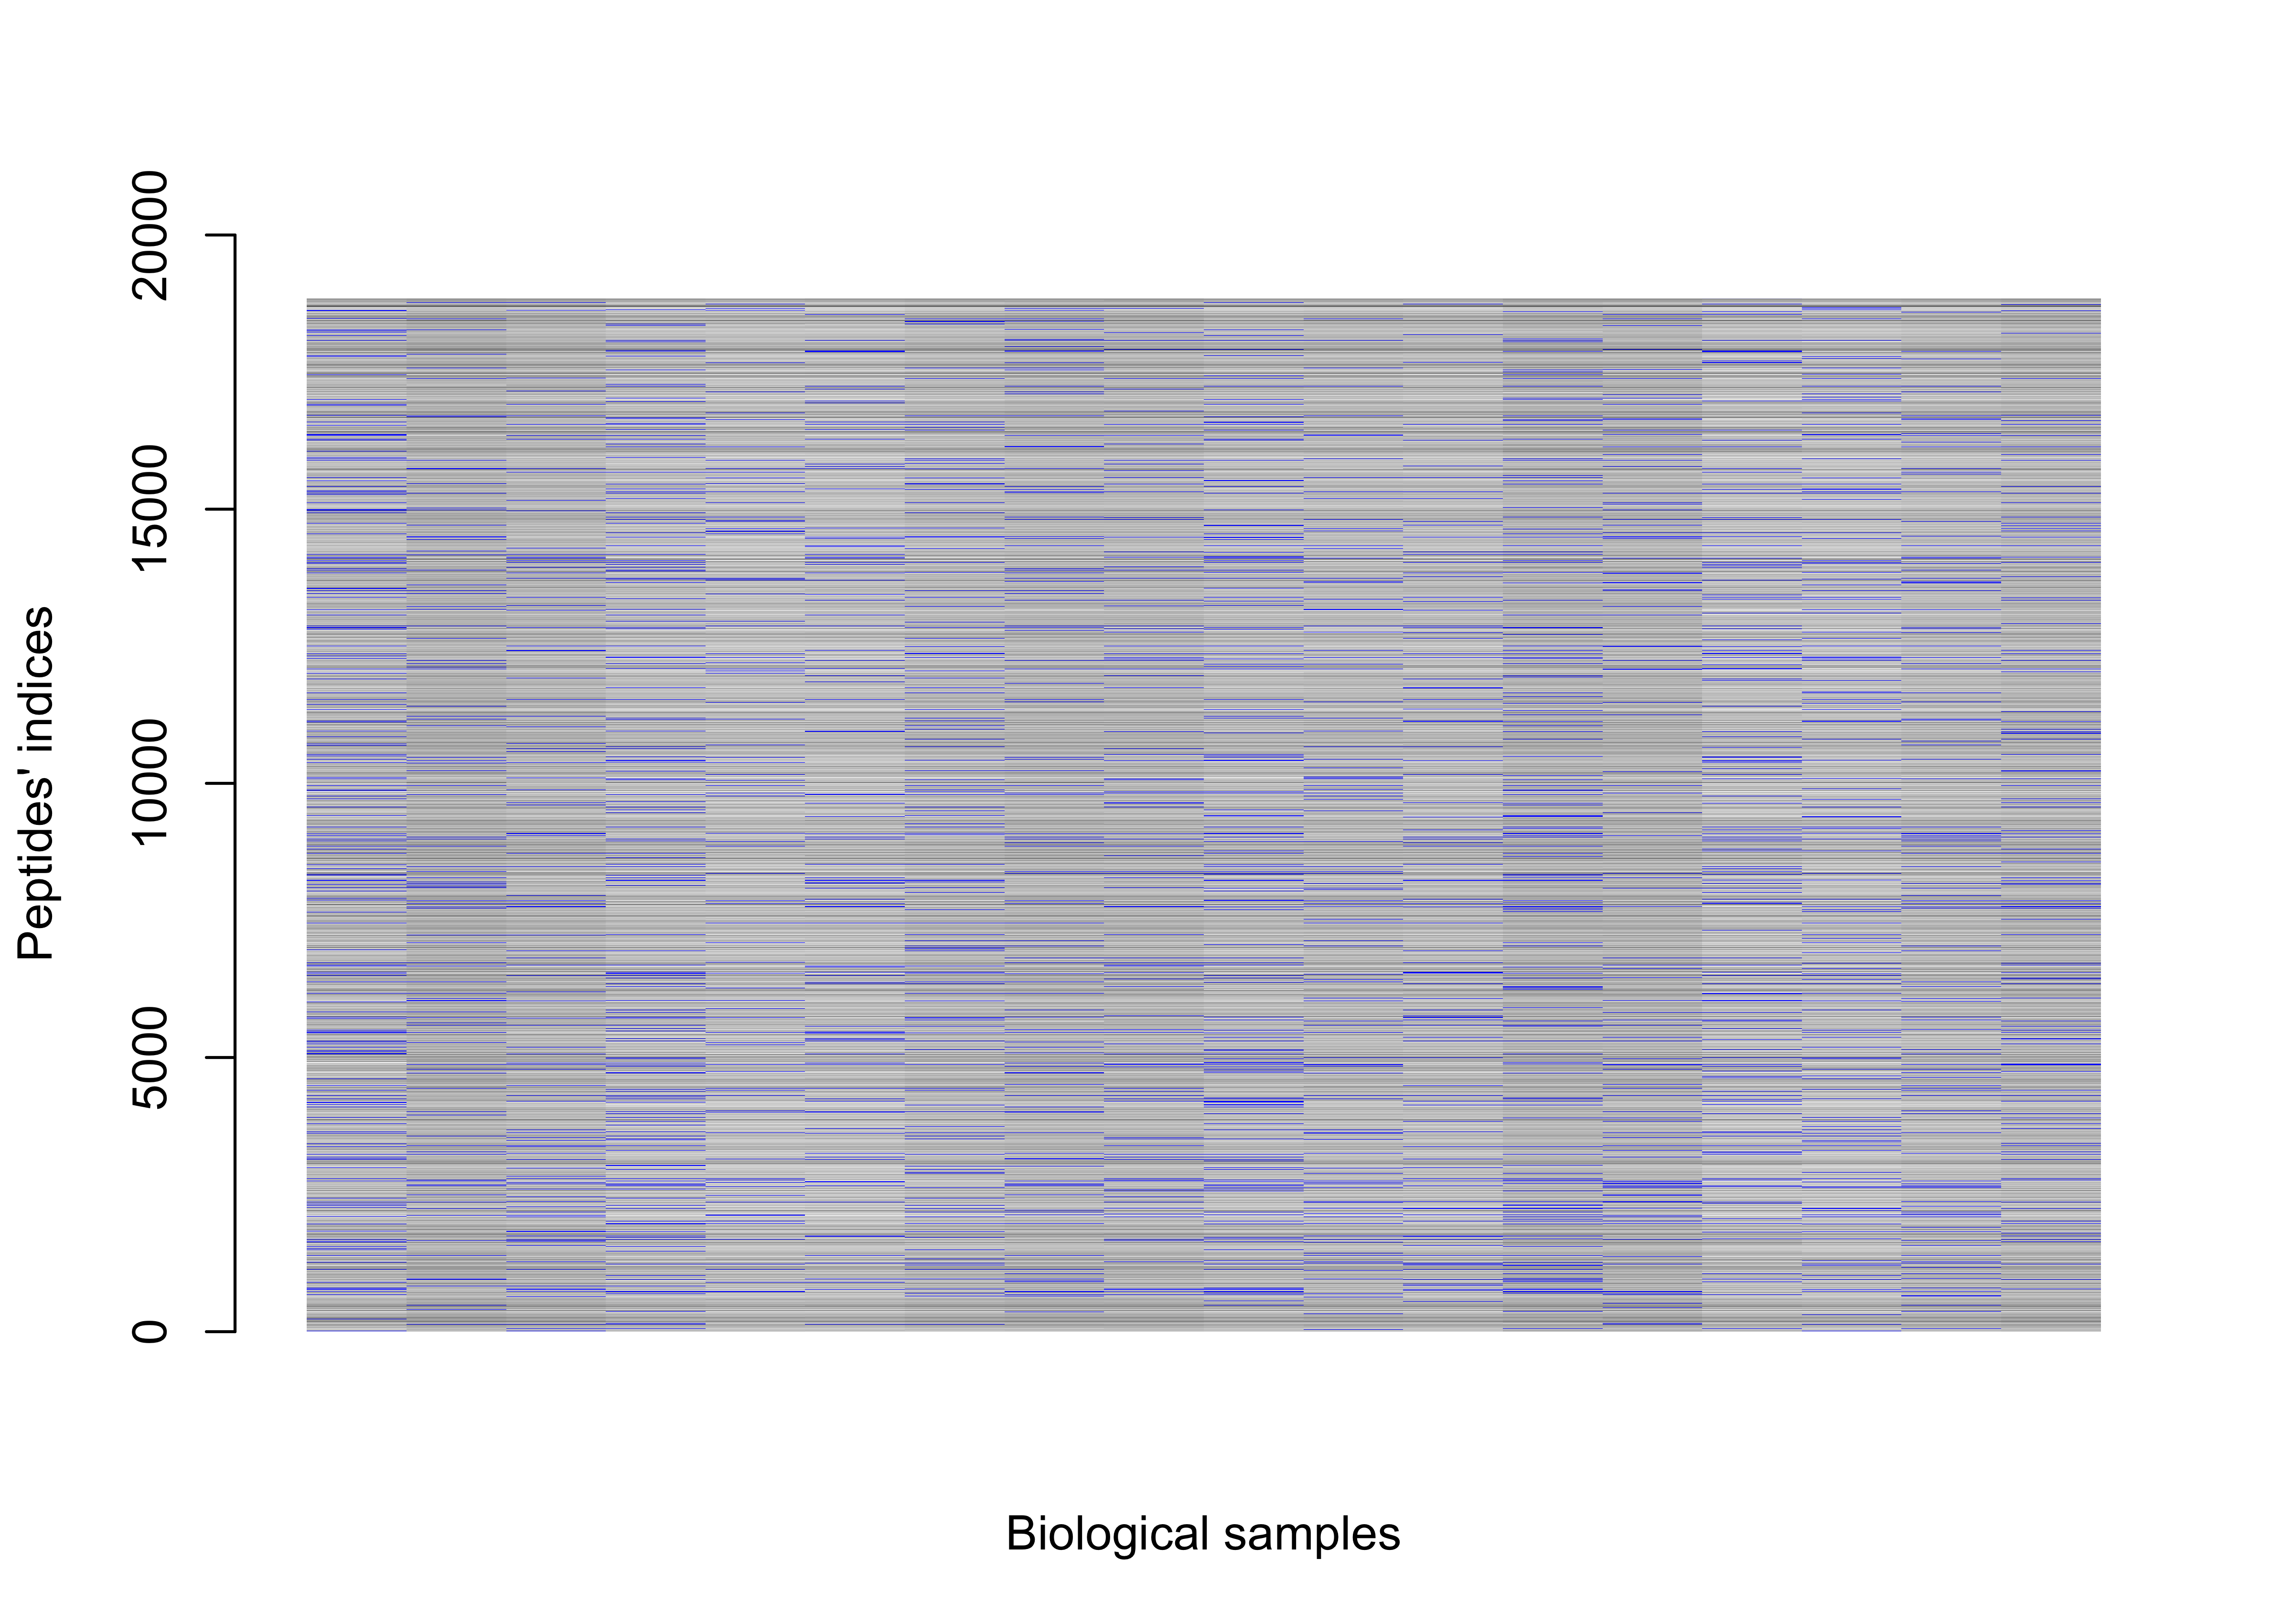 Peptides' indices
20000
15000
10000
5000
0
Biological samples